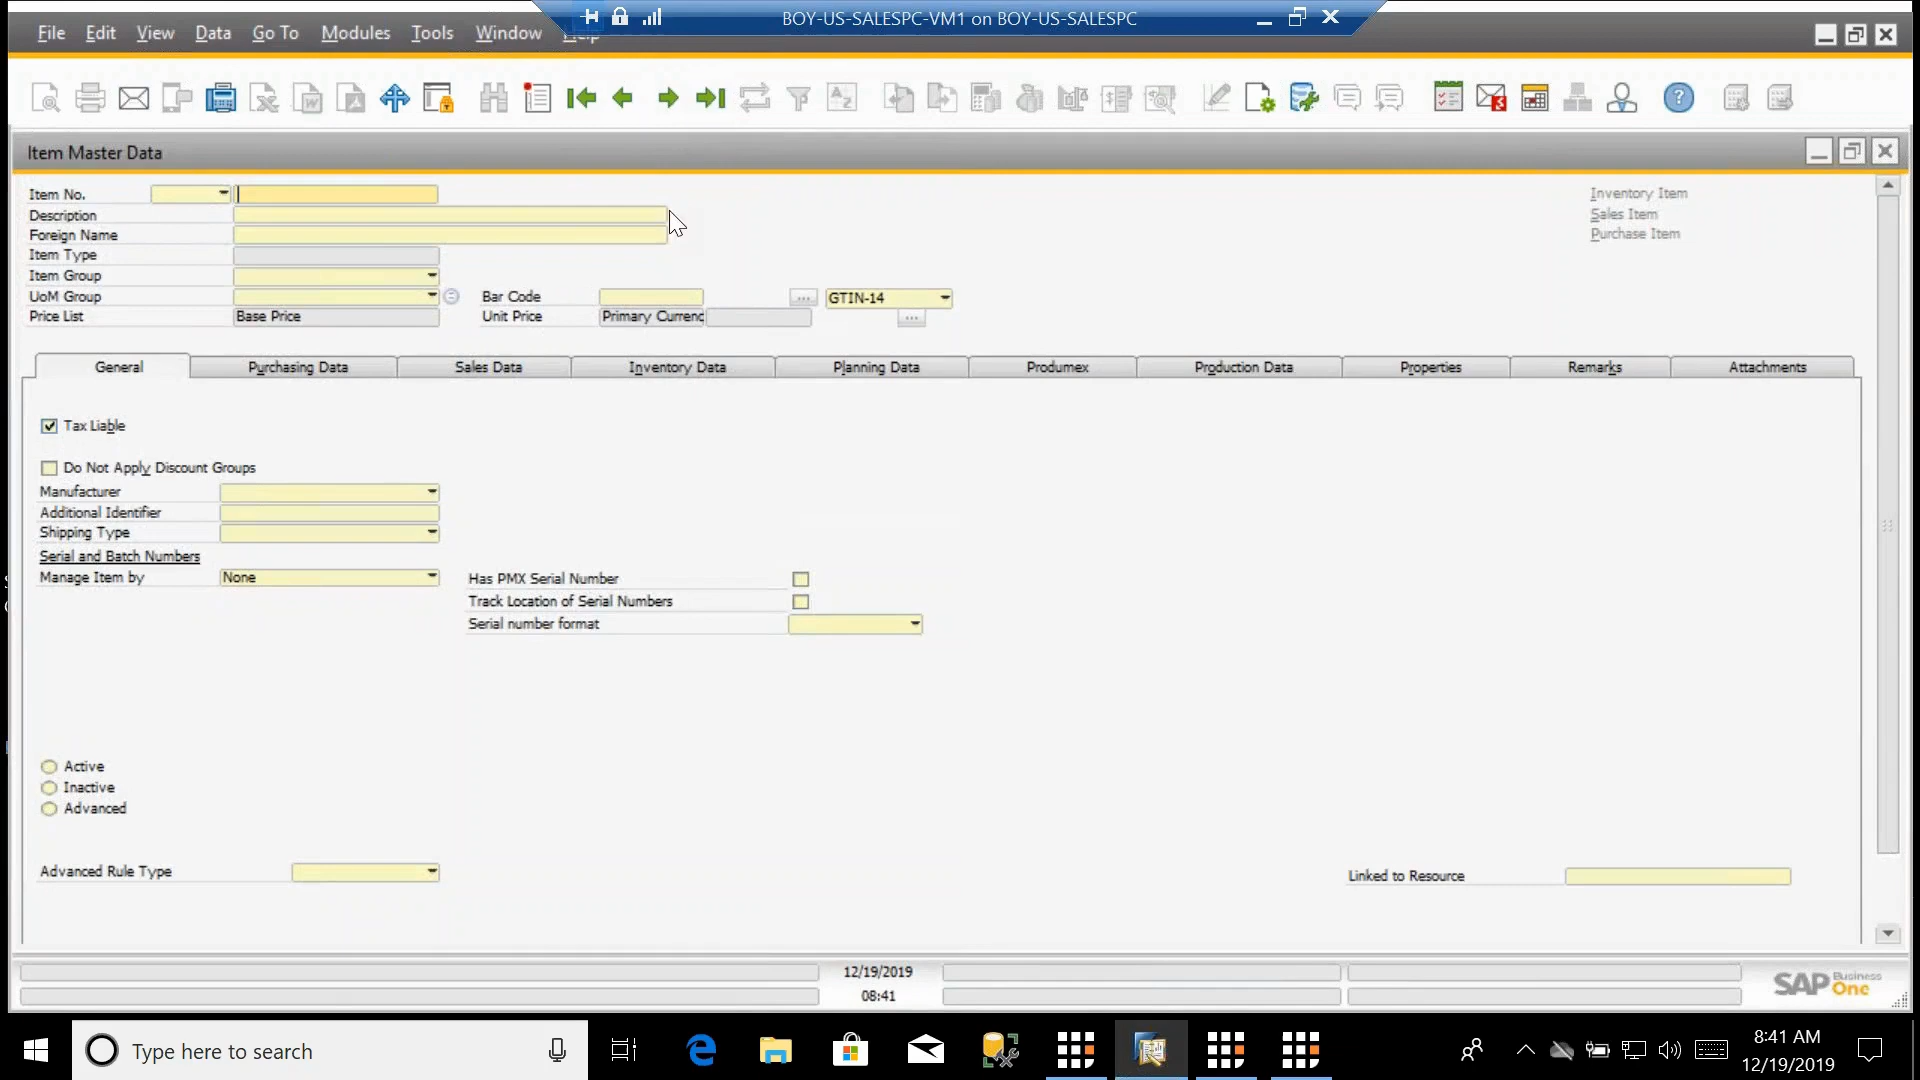 BOY-US-SALESPC-VM1 on BOY-US-SALESPC
File Edit View Data Go To Modules Tools Window Help
Item Master Data
Item No.
Description
Foreign Name
Item Type
Item Group
UoM Group
Price List Base Price
Bar Code GTIN-14
Unit Price Primary Currenc
Inventory Item
Sales Item
Purchase Item
General Purchasing Data Sales Data Inventory Data Planning Data Produmex Production Data Properties Remarks Attachments
Tax Liable
Do Not Apply Discount Groups
Manufacturer
Additional Identifier
Shipping Type
Serial and Batch Numbers
Manage Item by None
Has PMX Serial Number
Track Location of Serial Numbers
Serial number format
Active
Inactive
Advanced
Advanced Rule Type
Linked to Resource
12/19/2019
08:41
SAP Business One
Type here to search
8:41 AM
12/19/2019